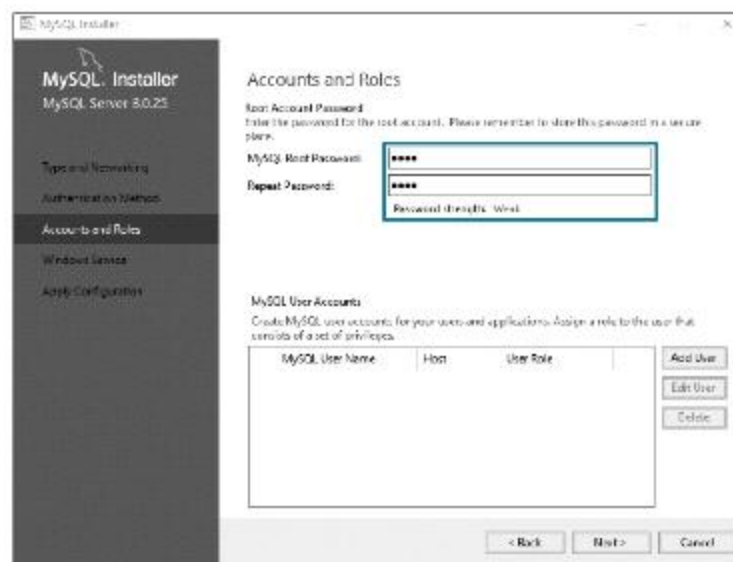 MySQL Installer
MySQL. Installer
MySQL Server 8.0.25
Type and Networking
Authentication Method
Accounts and Roles
Windows Service
Apply Configuration
Accounts and Roles
Root Account Password
Enter the password for the root account. Please remember to store this password in a secure
place.
MySQL Root Password:
Repeat Password:
Password strength: Weak
MySQL User Accounts
Create MySQL user accounts for your users and applications. Assign a role to the user that
consists of a set of privileges.
MySQL User Name Host User Role
Add User
Edit User
Delete
< Back Next > Cancel